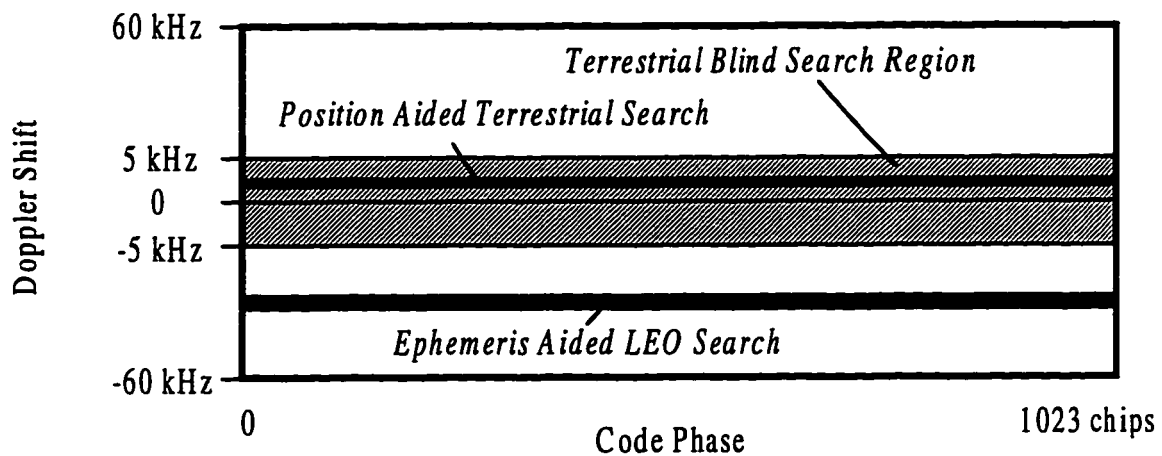 60 kHz
Terrestrial Blind Search Region
Position Aided Terrestrial Search
Doppler Shift
5 kHz
0
-5 kHz
Ephemeris Aided LEO Search
-60 kHz
0
1023 chips
Code Phase